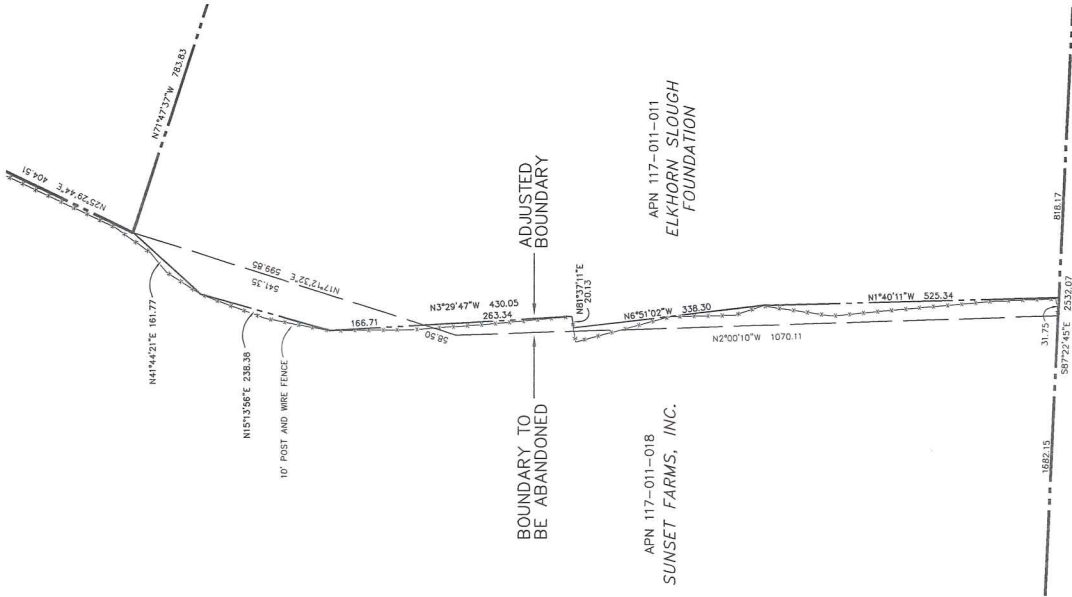 N71°47'37"W 783.83
404.51
N25°29'44"E
N41°44'21"E 161.77
N15°13'56"E 238.38
10' POST AND WIRE FENCE
541.35
N17°12'32"E 599.85
58.50
166.71
N3°29'47"W 430.05
263.34
ADJUSTED
BOUNDARY
BOUNDARY TO
BE ABANDONED
N81°37'11"E
20.13
APN 117-011-011
ELKHORN SLOUGH
FOUNDATION
N6°51'02"W 338.30
N2°00'10"W 1070.11
N1°40'11"W 525.34
APN 117-011-018
SUNSET FARMS, INC.
1682.15
31.75
818.17
S87°22'45"E 2532.07